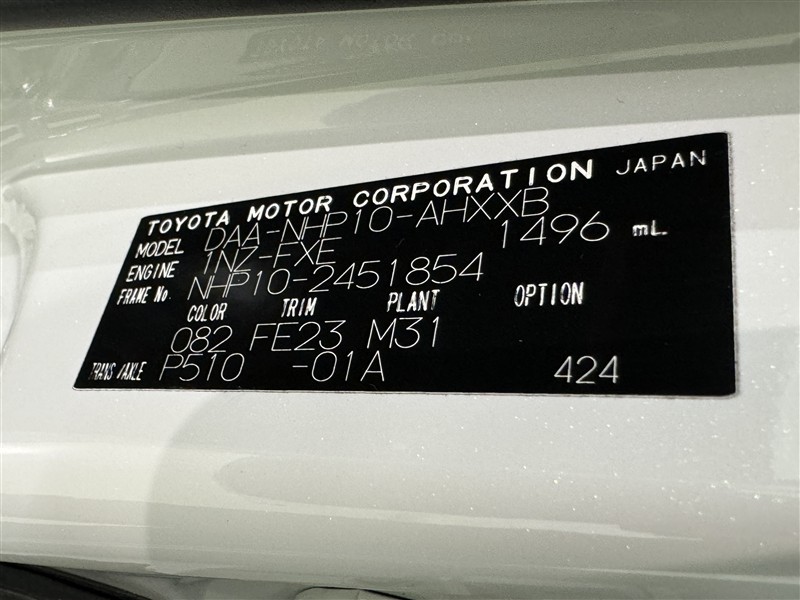 TOYOTA MOTOR CORPORATION JAPAN
MODEL DAA-NHP10-AHXXB
ENGINE 1NZ-FXE 1496 mL
FRAME No. NHP10-2451854
COLOR TRIM PLANT OPTION
082 FE23 M31
TRANS/AXLE P510 -01A 424